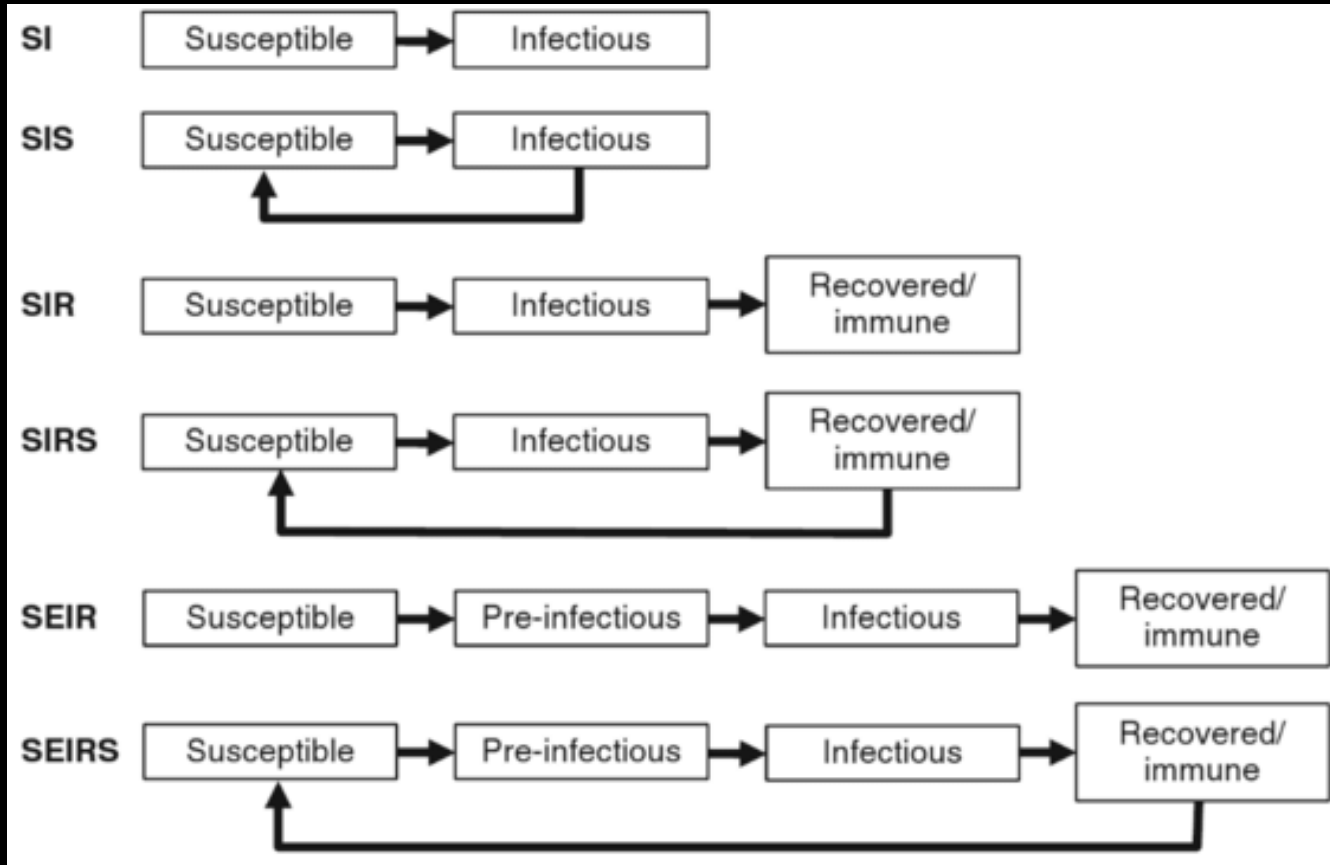 SI Susceptible Infectious
SIS Susceptible Infectious
SIR Susceptible Infectious Recovered/
immune
SIRS Susceptible Infectious Recovered/
immune
SEIR Susceptible Pre-infectious Infectious Recovered/
immune
SEIRS Susceptible Pre-infectious Infectious Recovered/
immune